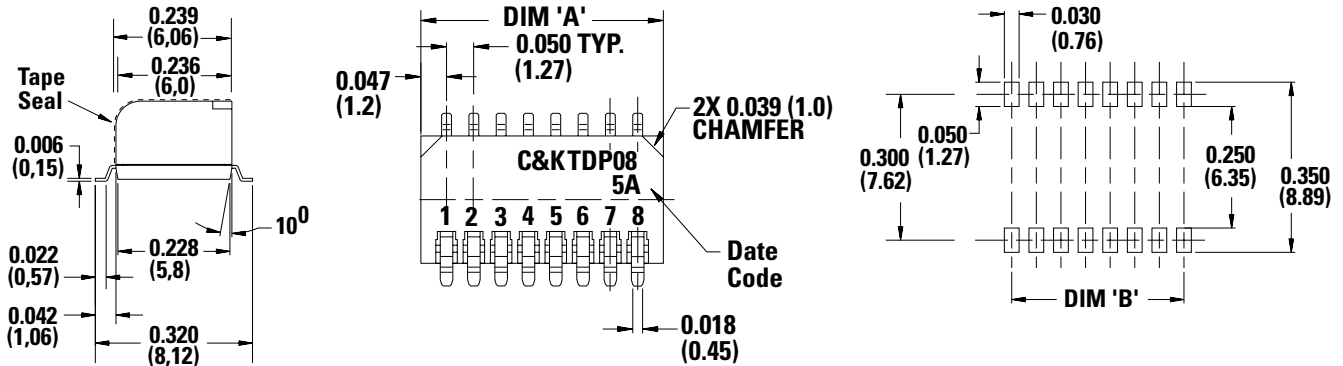 0.239
(6,06)
0.236
(6,0)
Tape
Seal
0.006
(0,15)
10⁰
0.228
(5,8)
0.022
(0,57)
0.042
(1,06)
0.320
(8,12)
DIM 'A'
0.050 TYP.
(1.27)
0.047
(1.2)
2X 0.039 (1.0)
CHAMFER
C&KTDP08
5A
1 2 3 4 5 6 7 8
Date
Code
0.018
(0.45)
0.030
(0.76)
0.050
(1.27)
0.300
(7.62)
0.250
(6.35)
0.350
(8.89)
DIM 'B'